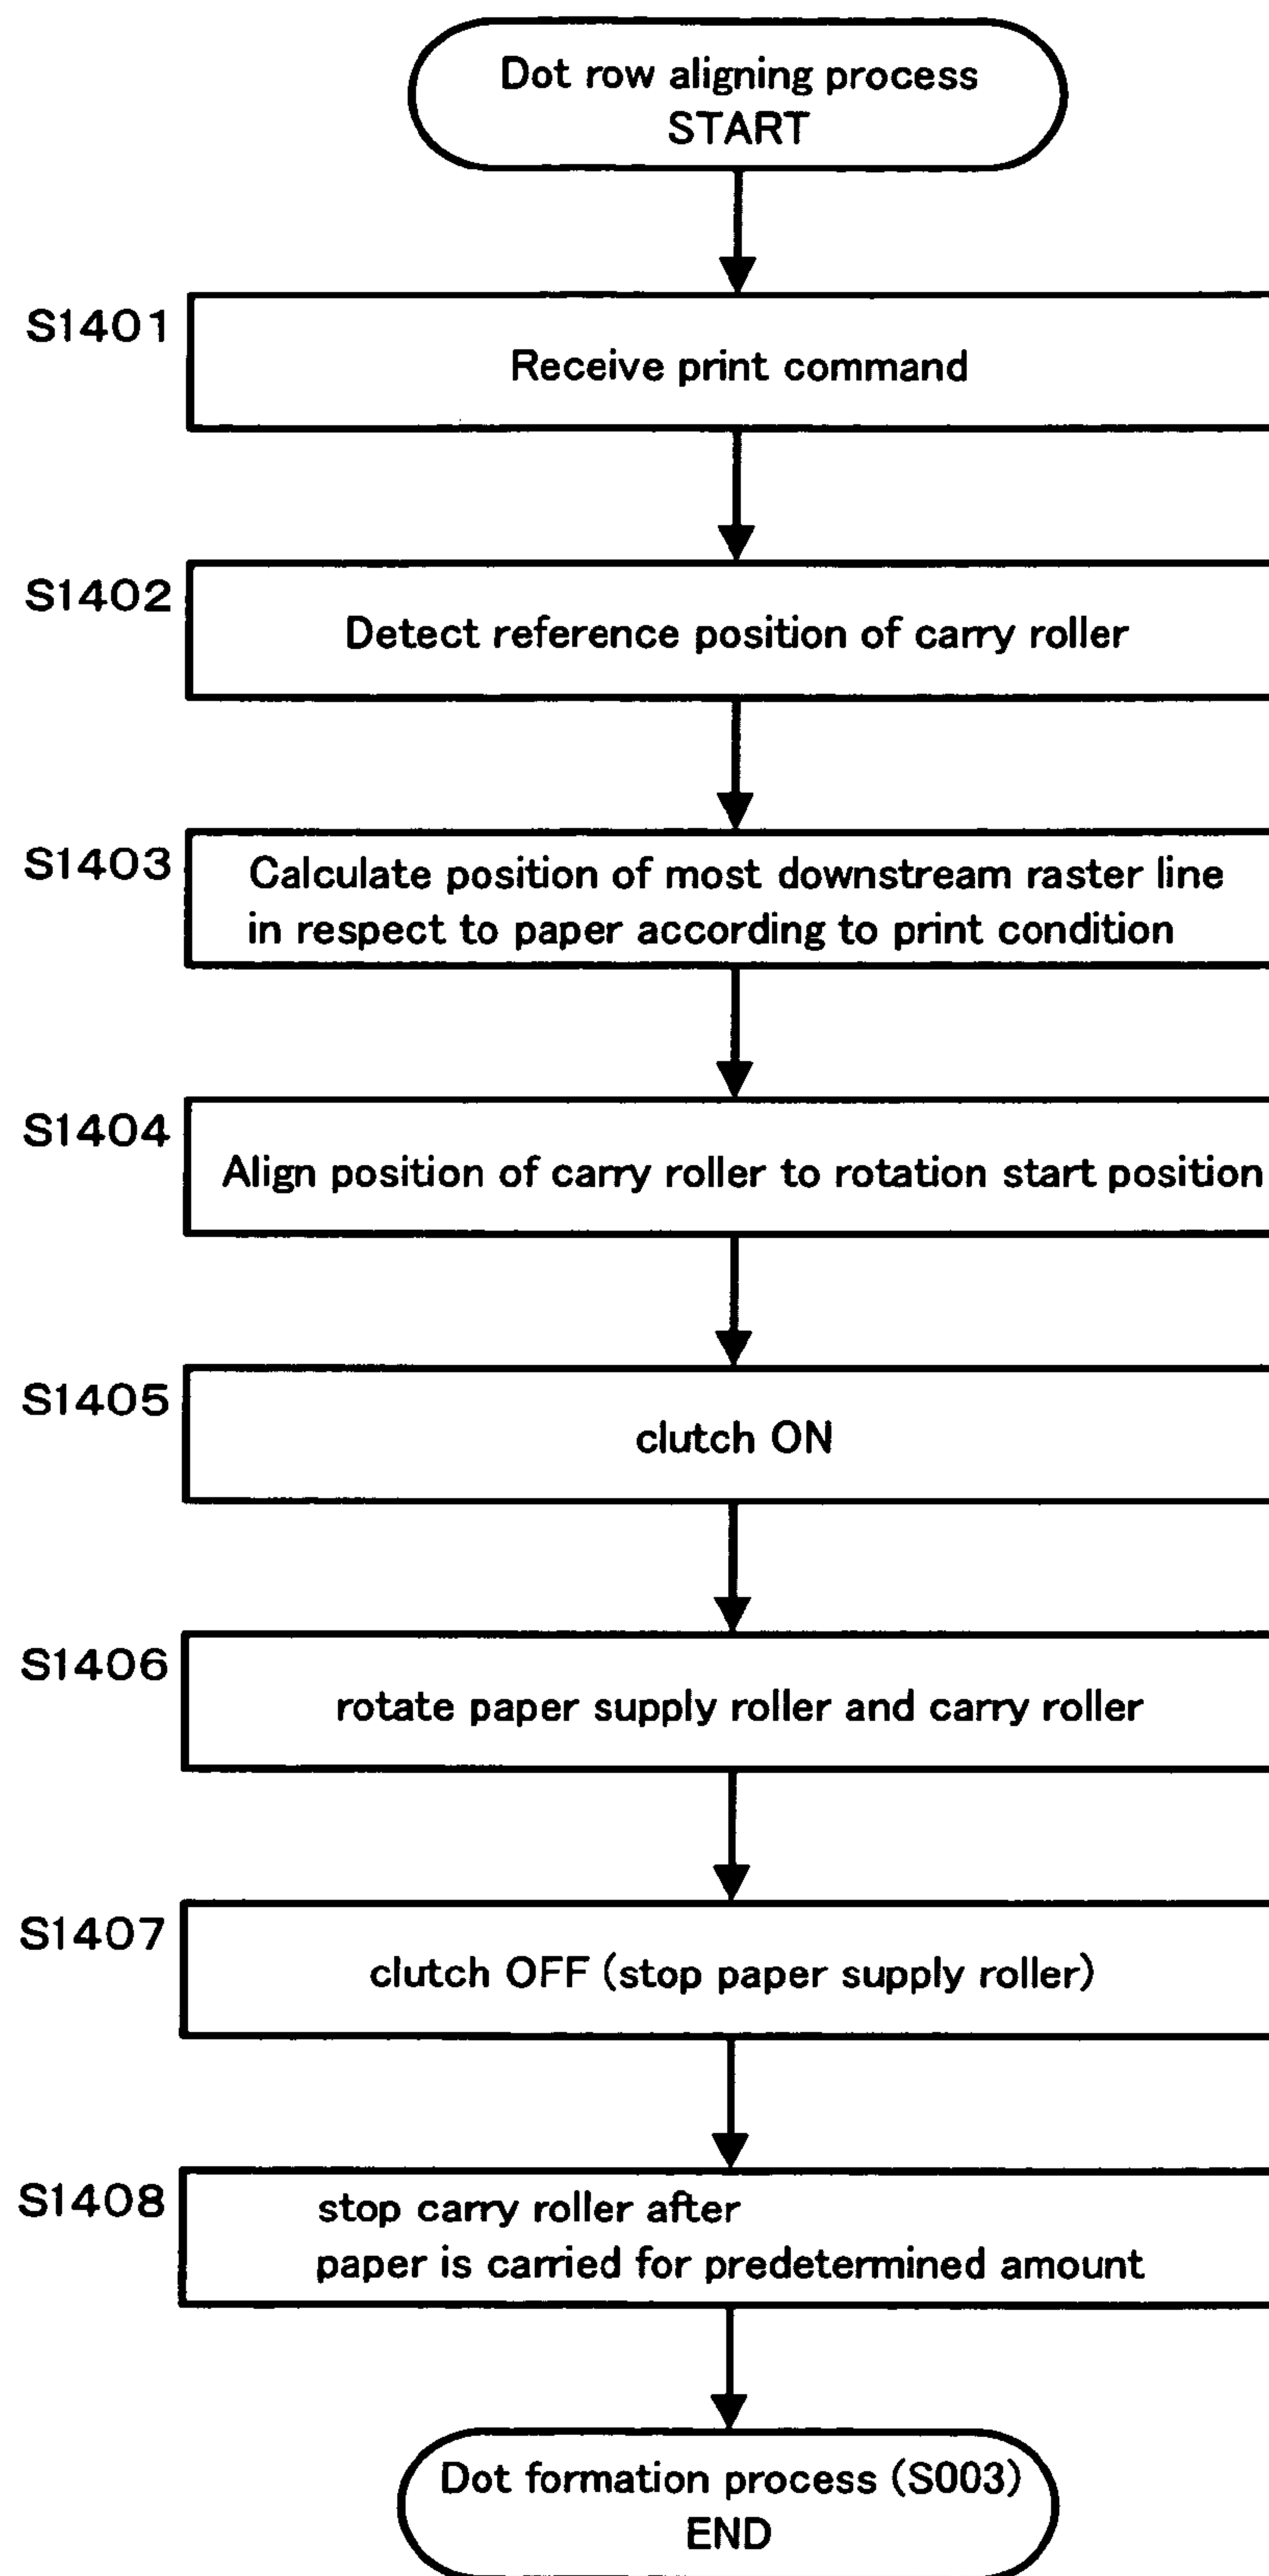 Dot row aligning process
START
S1401
Receive print command
S1402
Detect reference position of carry roller
S1403
Calculate position of most downstream raster line
in respect to paper according to print condition
S1404
Align position of carry roller to rotation start position
S1405
clutch ON
S1406
rotate paper supply roller and carry roller
S1407
clutch OFF (stop paper supply roller)
S1408
stop carry roller after
paper is carried for predetermined amount
Dot formation process (S003)
END